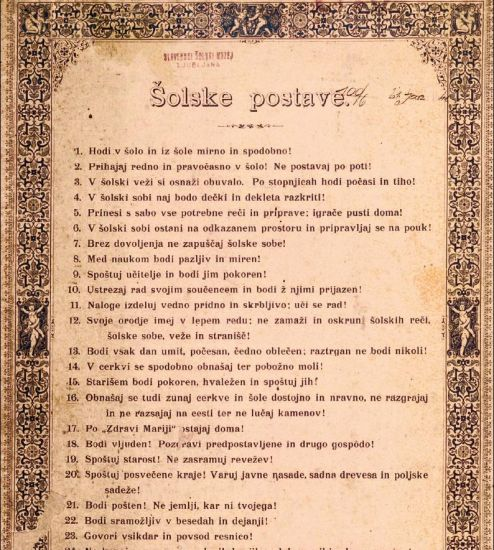 SLOVENSKI ŠOLSKI MUZEJ
LJUBLJANA
Šolske postave.
1. Hodi v šolo in iz šole mirno in spodobno!
2. Prihajaj redno in pravočasno v šolo! Ne postavaj po poti!
3. V šolski veži si osnaži obuvalo. Po stopnjicah hodi počasi in tiho!
4. V šolski sobi naj bodo dečki in dekleta razkriti!
5. Prinesi s sabo vse potrebne reči in priprave; igrače pusti doma!
6. V šolski sobi ostani na odkazanem prostoru in pripravljaj se na pouk!
7. Brez dovoljenja ne zapuščaj šolske sobe!
8. Med naukom bodi pazljiv in miren!
9. Spoštuj učitelje in bodi jim pokoren!
10. Ustrezaj rad svojim součencem in bodi ž njimi prijazen!
11. Naloge izdeluj vedno pridno in skrbljivo; uči se rad!
12. Svoje orodje imej v lepem redu; ne zamaži in oskruni šolskih reči,
šolske sobe, veže in stranišč!
13. Bodi vsak dan umit, počesan, čedno oblečen; raztrgan ne bodi nikoli!
14. V cerkvi se spodobno obnašaj ter pobožno moli!
15. Starišem bodi pokoren, hvaležen in spoštuj jih!
16. Obnašaj se tudi zunaj cerkve in šole dostojno in nravno, ne razgrajaj
in ne razsajaj na cesti ter ne lučaj kamenov!
17. Po „Zdravi Mariji" ostajaj doma!
18. Bodi vljuden! Pozdravi predpostavljene in drugo gospodo!
19. Spoštuj starost! Ne zasramuj revežev!
20. Spoštuj posvečene kraje! Varuj javne nasade, sadna drevesa in poljske
sadeže!
21. Bodi pošten! Ne jemlji, kar ni tvojega!
22. Bodi sramožljiv v besedah in dejanji!
23. Govori vsikdar in povsod resnico!